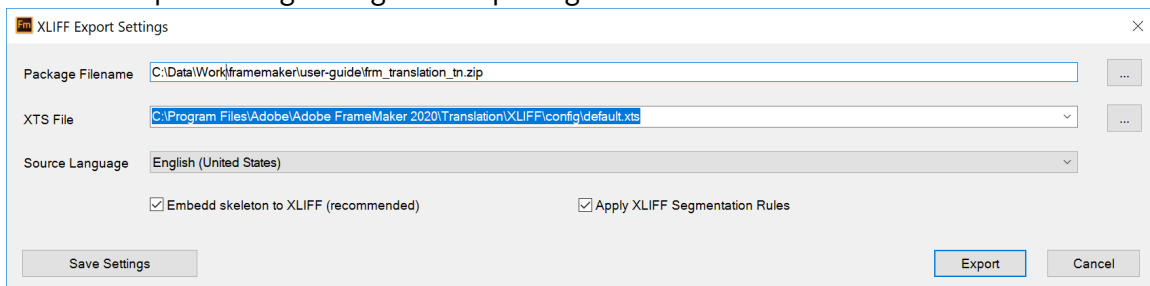 Fm XLIFF Export Settings
Package Filename C:\Data\Work\framemaker\user-guide\frm_translation_tn.zip ...
XTS File C:\Program Files\Adobe\Adobe FrameMaker 2020\Translation\XLIFF\config\default.xts ...
Source Language English (United States)
Embedd skeleton to XLIFF (recommended) Apply XLIFF Segmentation Rules
Save Settings Export Cancel